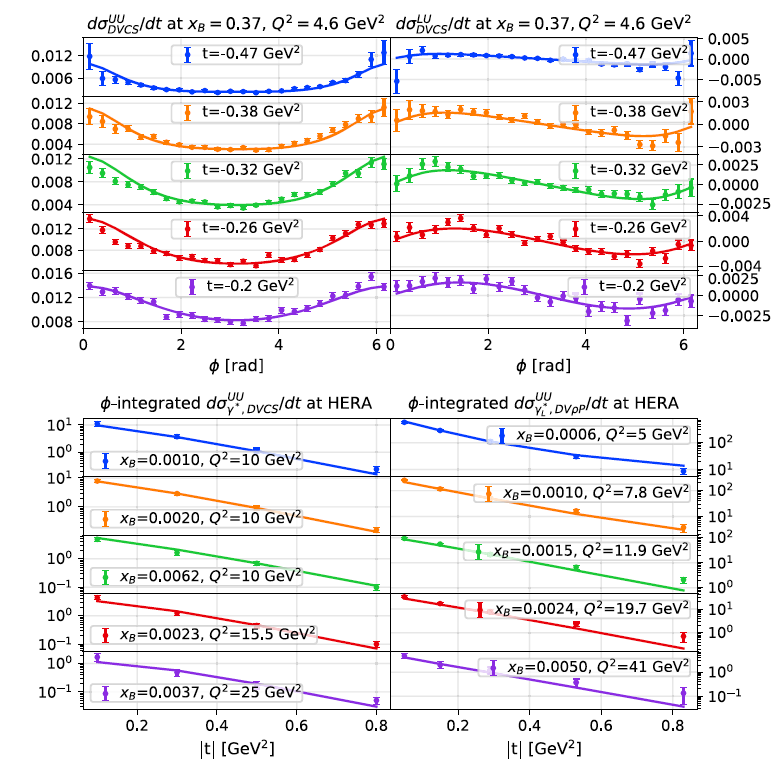 dσ^{UU}_{DVCS}/dt at x_B = 0.37, Q² = 4.6 GeV²
dσ^{LU}_{DVCS}/dt at x_B = 0.37, Q² = 4.6 GeV²
0.012
0.006
t=-0.47 GeV²
t=-0.47 GeV²
0.005
0.000
−0.005
0.012
0.008
0.004
t=-0.38 GeV²
t=-0.38 GeV²
0.003
0.000
−0.003
0.012
0.008
0.004
t=-0.32 GeV²
t=-0.32 GeV²
0.0025
0.0000
−0.0025
0.012
0.008
t=-0.26 GeV²
t=-0.26 GeV²
0.004
0.000
−0.004
0.016
0.012
0.008
t=-0.2 GeV²
t=-0.2 GeV²
0.0025
0.0000
−0.0025
0 2 4 6 0 2 4 6
ϕ [rad] ϕ [rad]
ϕ-integrated dσ^{UU}_{γ*,DVCS}/dt at HERA
ϕ-integrated dσ^{UU}_{γ*_L,DVρP}/dt at HERA
10¹
10⁰
x_B=0.0010, Q²=10 GeV²
x_B=0.0006, Q²=5 GeV²
10²
10¹
10¹
10⁰
x_B=0.0020, Q²=10 GeV²
x_B=0.0010, Q²=7.8 GeV²
10²
10¹
10⁰
10⁻¹
x_B=0.0062, Q²=10 GeV²
x_B=0.0015, Q²=11.9 GeV²
10²
10¹
10⁰
10⁰
10⁻¹
x_B=0.0023, Q²=15.5 GeV²
x_B=0.0024, Q²=19.7 GeV²
10¹
10⁰
10⁰
10⁻¹
x_B=0.0037, Q²=25 GeV²
x_B=0.0050, Q²=41 GeV²
10⁰
10⁻¹
0.2 0.4 0.6 0.8 0.2 0.4 0.6 0.8
|t| [GeV²] |t| [GeV²]